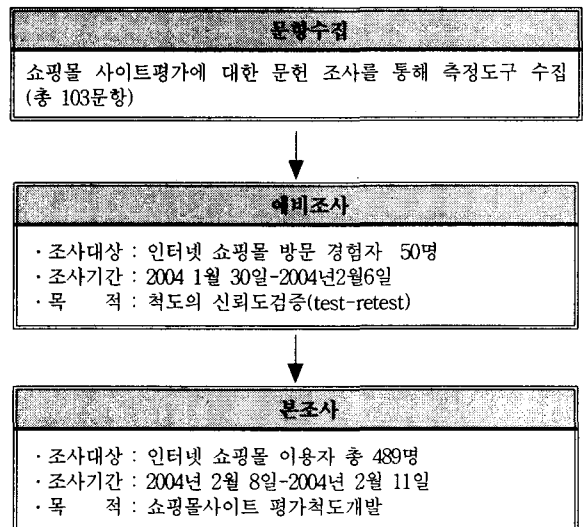 문항수집
쇼핑몰 사이트평가에 대한 문헌 조사를 통해 측정도구 수집
(총 103문항)
예비조사
· 조사대상 : 인터넷 쇼핑몰 방문 경험자 50명
· 조사기간 : 2004 1월 30일-2004년2월6일
· 목 적 : 척도의 신뢰도검증(test-retest)
본조사
· 조사대상 : 인터넷 쇼핑몰 이용자 총 489명
· 조사기간 : 2004년 2월 8일-2004년 2월 11일
· 목 적 : 쇼핑몰사이트 평가척도개발